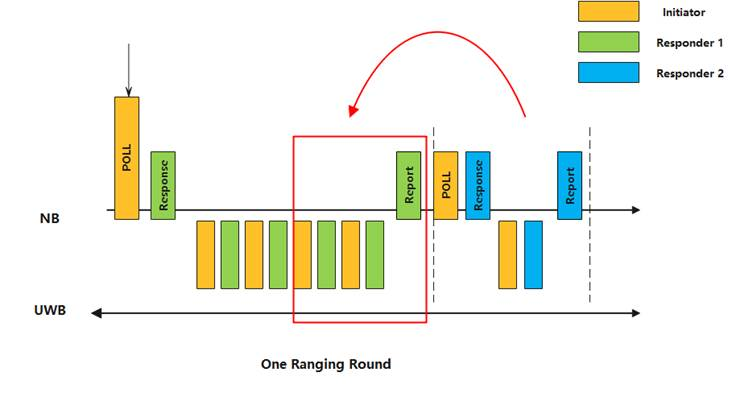 Initiator
Responder 1
Responder 2
POLL
Response
Report
POLL
Response
Report
NB
UWB
One Ranging Round